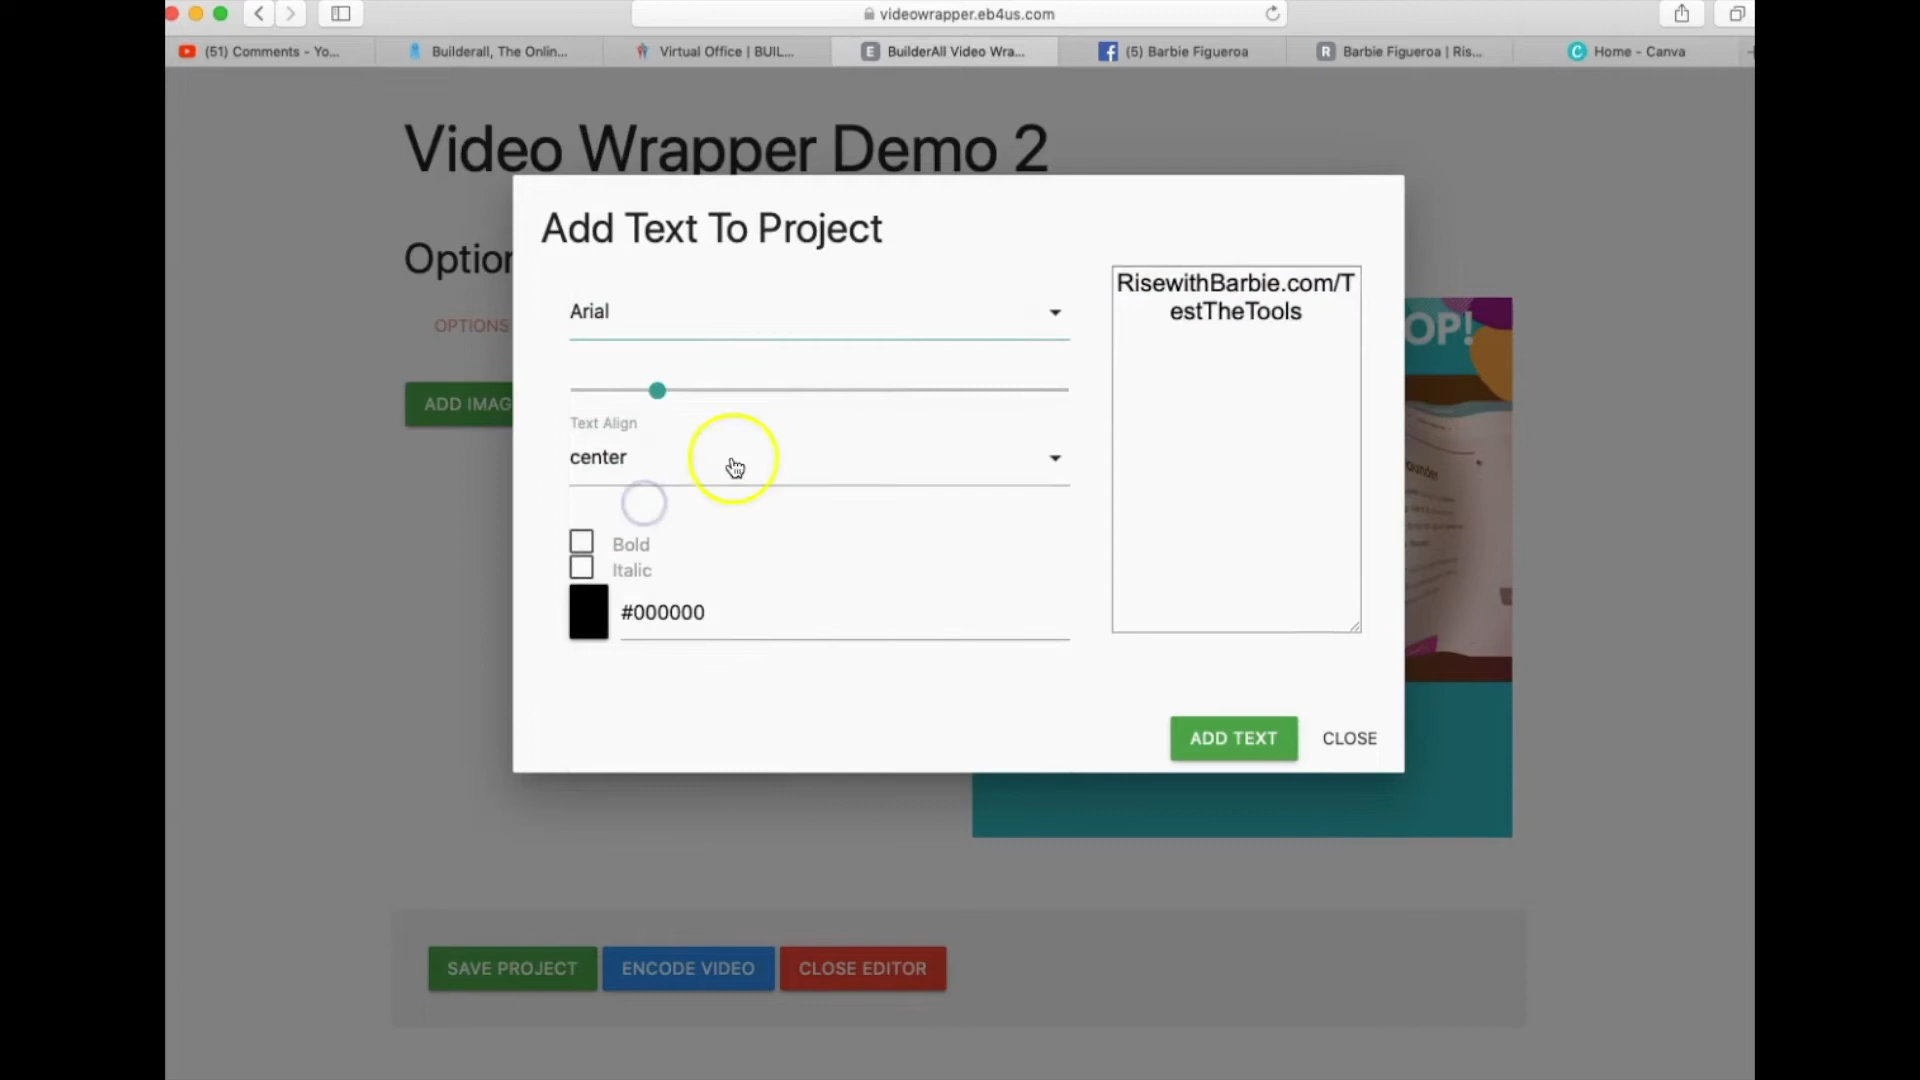 videowrapper.eb4us.com
(51) Comments - Yo...
Builderall, The Onlin...
Virtual Office | BUIL...
BuilderAll Video Wra...
(5) Barbie Figueroa
Barbie Figueroa | Ris...
Home - Canva
Video Wrapper Demo 2
Option
OPTIONS
ADD IMAG
Add Text To Project
Arial
Text Align
center
Bold
Italic
#000000
RisewithBarbie.com/T
estTheTools
ADD TEXT
CLOSE
OP!
SAVE PROJECT
ENCODE VIDEO
CLOSE EDITOR